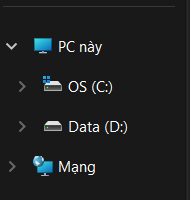 PC này
OS (C:)
Data (D:)
Mạng